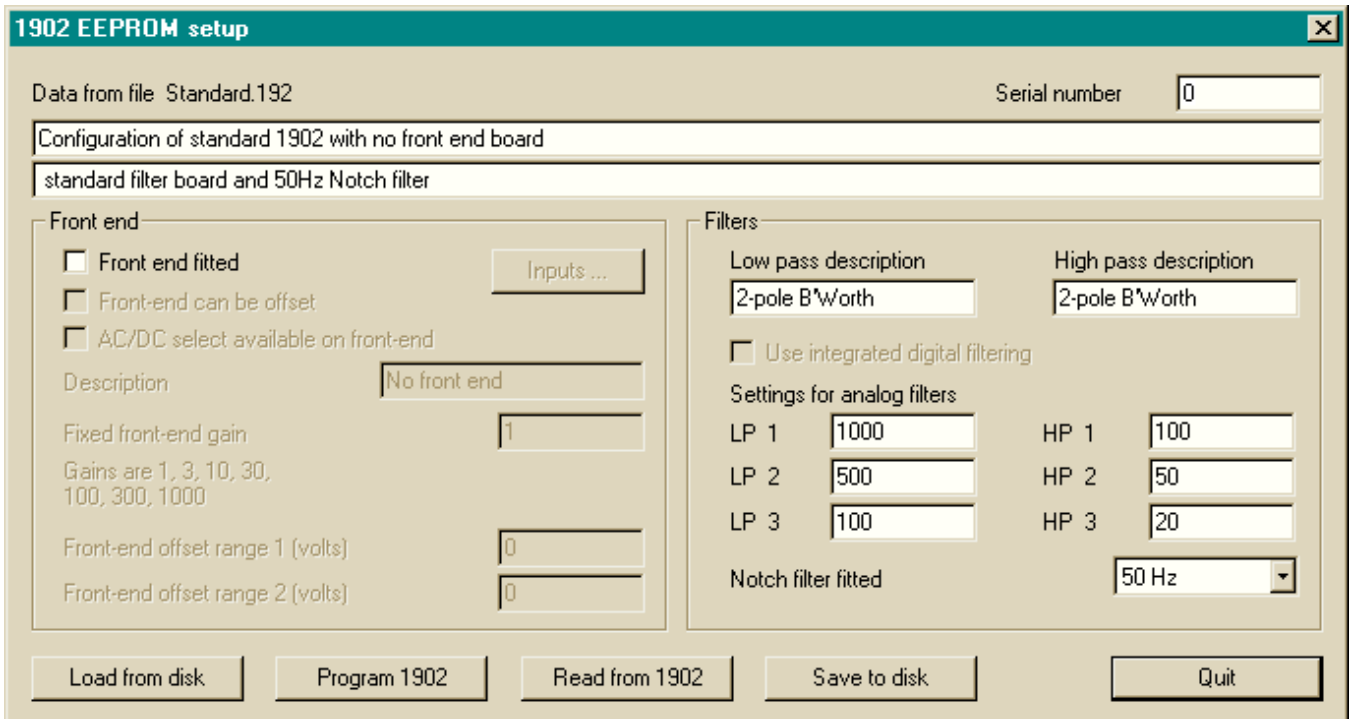 1902 EEPROM setup
Data from file Standard.192
Serial number 0
Configuration of standard 1902 with no front end board
standard filter board and 50Hz Notch filter
Front end
Front end fitted
Inputs ...
Front-end can be offset
AC/DC select available on front-end
Description No front end
Fixed front-end gain 1
Gains are 1, 3, 10, 30,
100, 300, 1000
Front-end offset range 1 (volts) 0
Front-end offset range 2 (volts) 0
Filters
Low pass description High pass description
2-pole B'Worth 2-pole B'Worth
Use integrated digital filtering
Settings for analog filters
LP 1 1000 HP 1 100
LP 2 500 HP 2 50
LP 3 100 HP 3 20
Notch filter fitted 50 Hz
Load from disk Program 1902 Read from 1902 Save to disk Quit